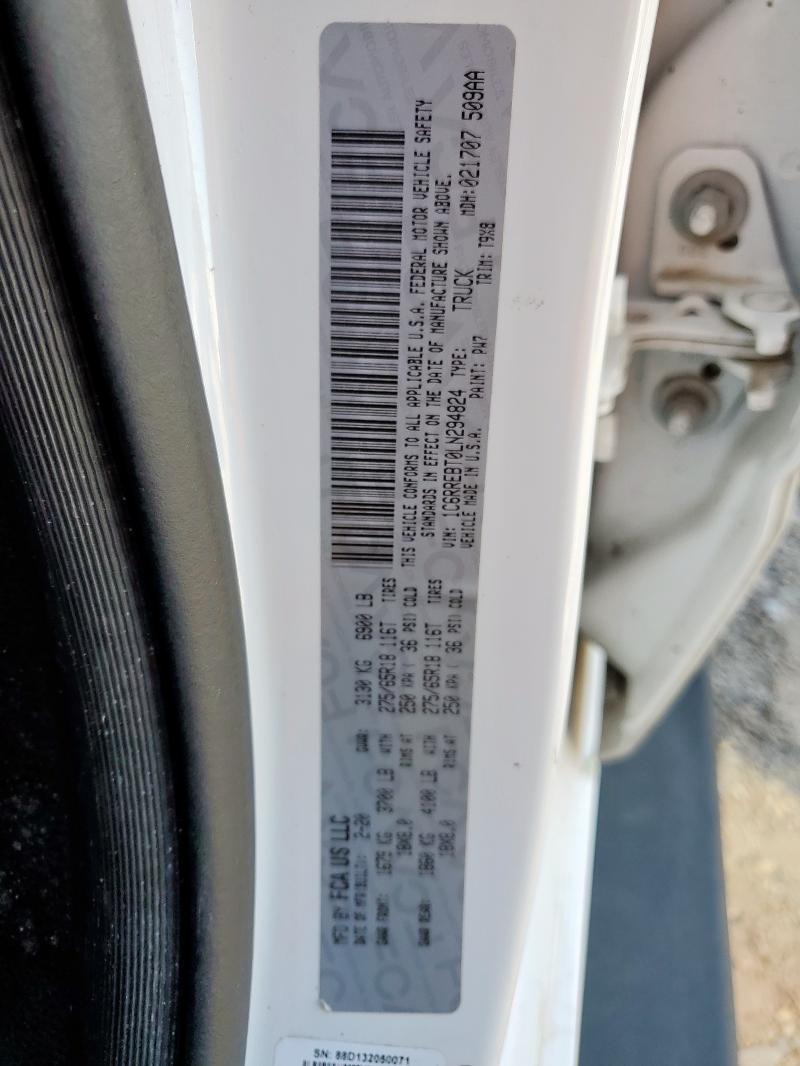 MFD BY FCA US LLC
DATE OF MFR(BUILT): 2-20 GVWR: 3130 KG 6900 LB
GAWR FRONT: 1679 KG 3700 LB WITH 275/65R18 116T TIRES
18X8.0 RIMS AT 250 KPA ( 36 PSI) COLD
GAWR REAR: 1860 KG 4100 LB WITH 275/65R18 116T TIRES
18X8.0 RIMS AT 250 KPA ( 36 PSI) COLD
THIS VEHICLE CONFORMS TO ALL APPLICABLE U.S.A. FEDERAL MOTOR VEHICLE SAFETY
STANDARDS IN EFFECT ON THE DATE OF MANUFACTURE SHOWN ABOVE.
VIN: 1C6RREBT0LN294824 TYPE: TRUCK MDH:021707 509AA
VEHICLE MADE IN U.S.A. PAINT: PW7 TRIM: T9X8
SN: 88D132050071